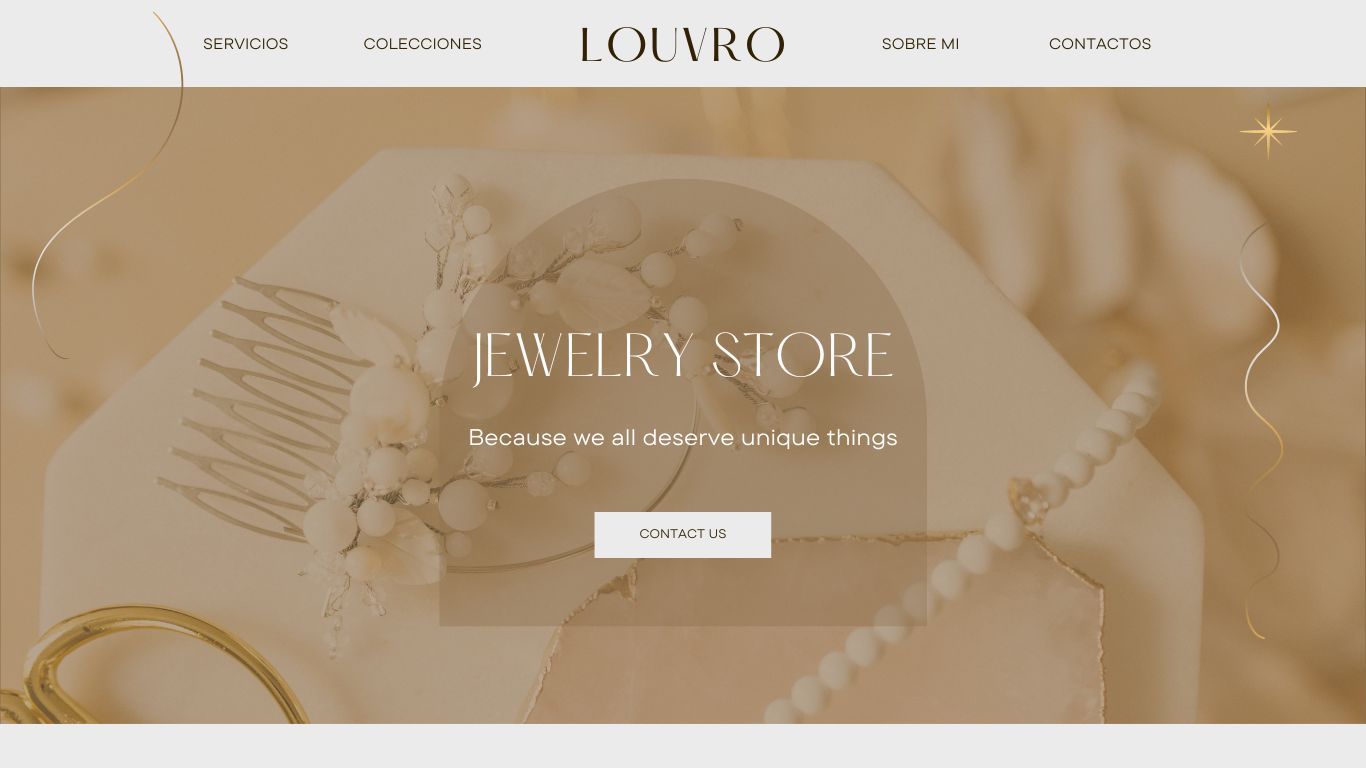 SERVICIOS COLECCIONES LOUVRO SOBRE MI CONTACTOS
JEWELRY STORE
Because we all deserve unique things
CONTACT US